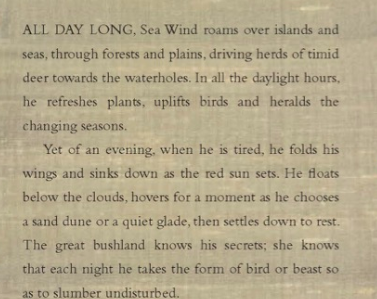 ALL DAY LONG, Sea Wind roams over islands and
seas, through forests and plains, driving herds of timid
deer towards the waterholes. In all the daylight hours,
he refreshes plants, uplifts birds and heralds the
changing seasons.
Yet of an evening, when he is tired, he folds his
wings and sinks down as the red sun sets. He floats
below the clouds, hovers for a moment as he chooses
a sand dune or a quiet glade, then settles down to rest.
The great bushland knows his secrets; she knows
that each night he takes the form of bird or beast so
as to slumber undisturbed.